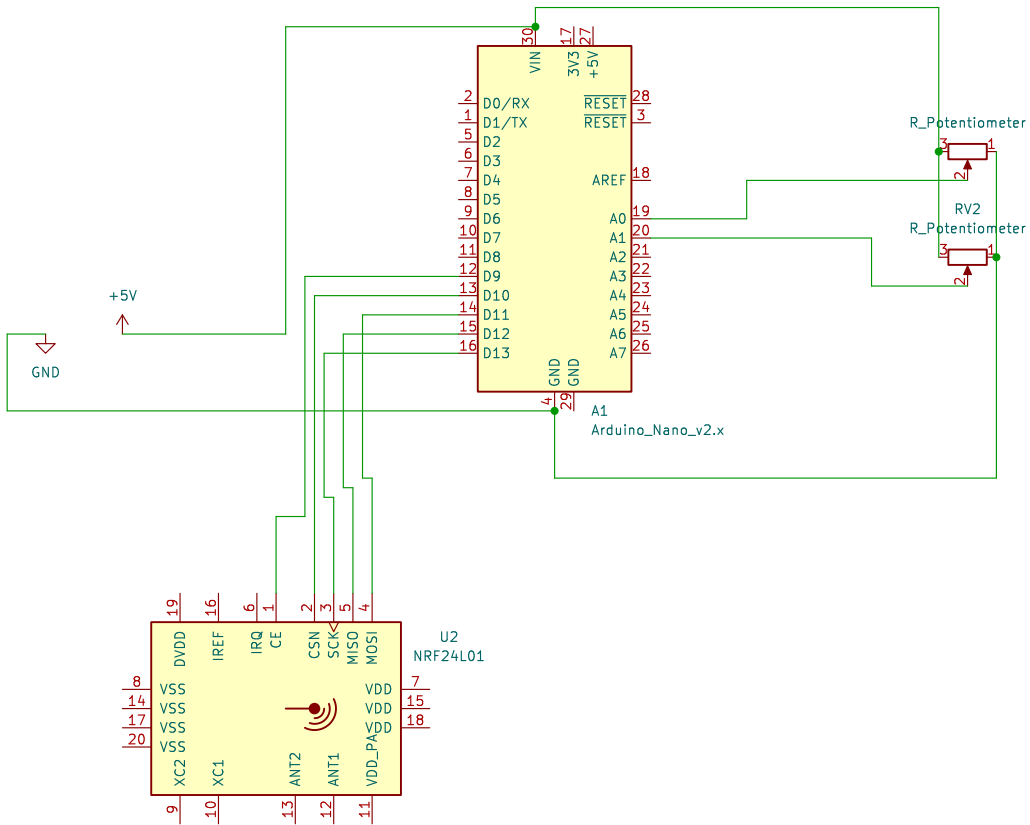 30
17
27
VIN
3V3
+5V
2
D0/RX
RESET
28
1
D1/TX
RESET
3
R_Potentiometer
5
D2
3
1
6
D3
2
7
D4
AREF
18
8
D5
RV2
9
D6
A0
19
R_Potentiometer
10
D7
A1
20
11
D8
A2
21
3
1
12
D9
A3
22
2
13
D10
A4
23
+5V
14
D11
A5
24
15
D12
A6
25
16
D13
A7
26
GND
GND
GND
4
29
A1
Arduino_Nano_v2.x
19
16
6
1
2
3
5
4
DVDD
IREF
IRQ
CE
CSN
SCK
MISO
MOSI
U2
NRF24L01
8
VSS
VDD
7
14
VSS
VDD
15
17
VSS
VDD
18
20
VSS
XC2
XC1
ANT2
ANT1
VDD_PA
9
10
13
12
11